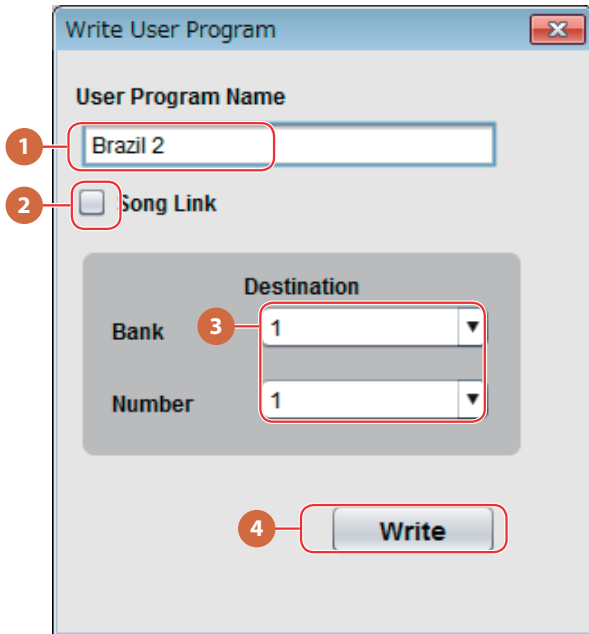 Write User Program
User Program Name
1
Brazil 2
2
Song Link
Destination
Bank
3
1
Number
1
4
Write